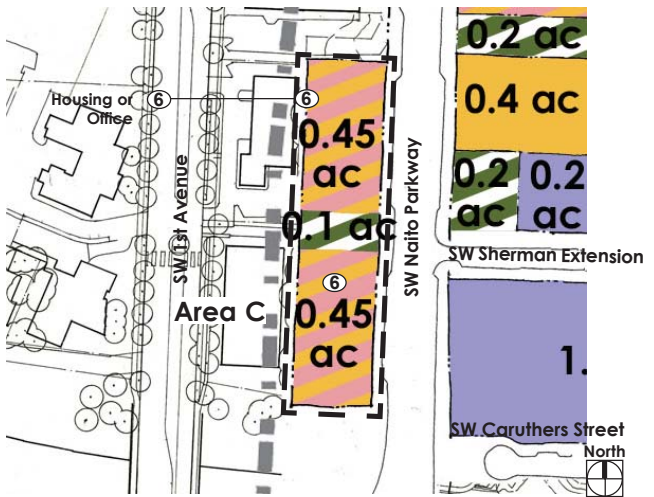 0.2 ac
0.4 ac
Housing or
Office
6
6
0.45
ac
0.2
ac
0.2
ac
SW 1st Avenue
0.1 ac
SW Naito Parkway
SW Sherman Extension
6
Area C
0.45
ac
1.
SW Caruthers Street
North